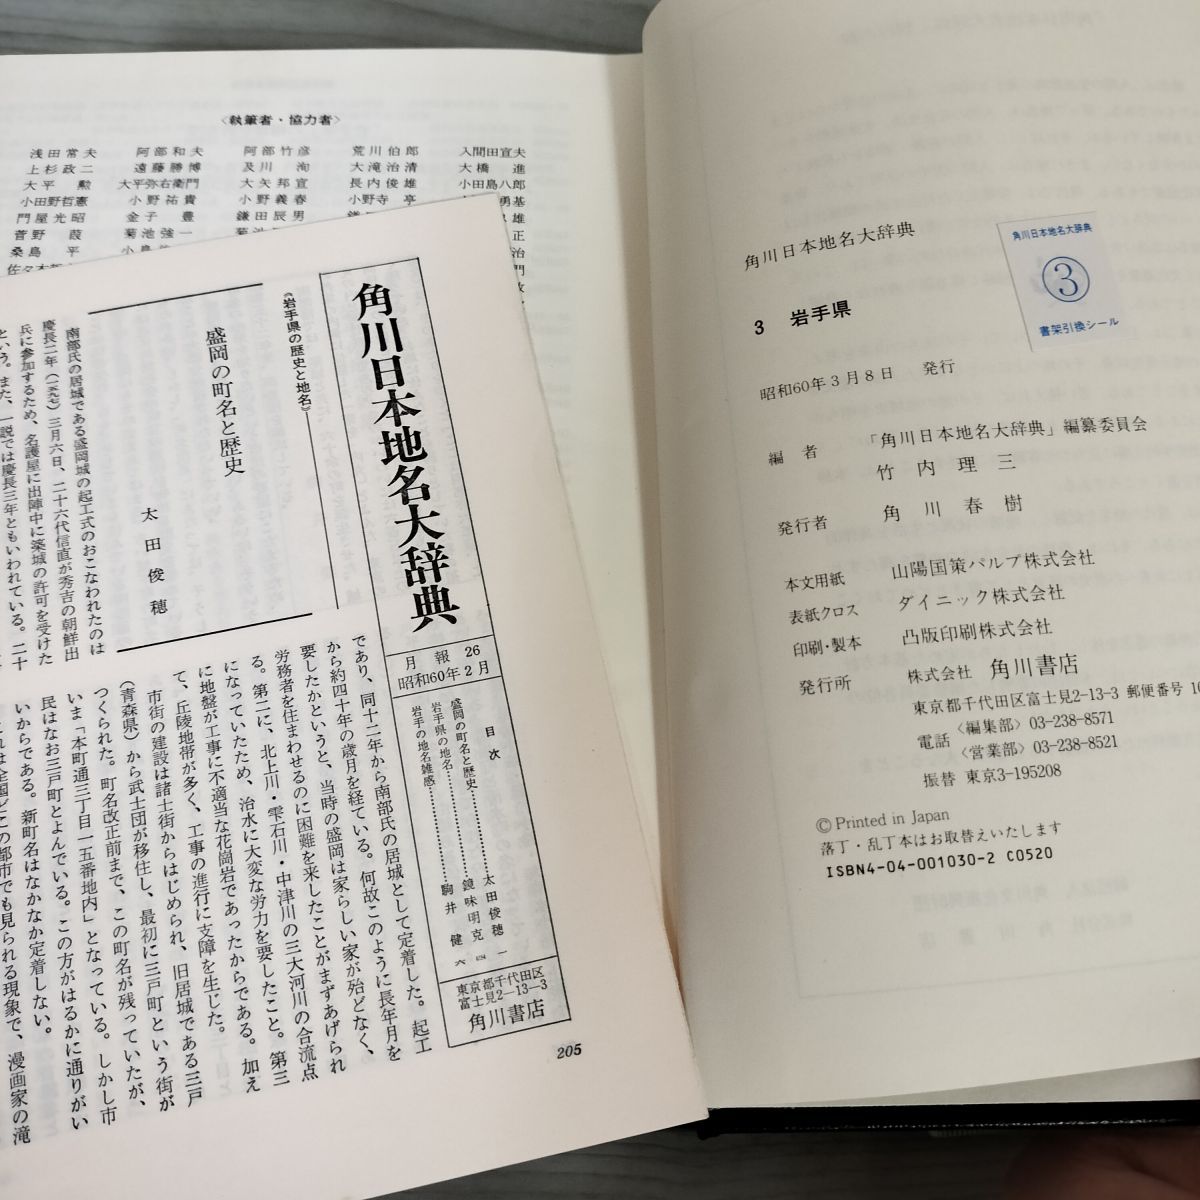 〈執筆者・協力者〉
浅田常夫 阿部和夫 阿部竹彦 荒川伯郎 入間田宣夫
上杉政二 遠藤勝博 及川洵 大滝治清 大橋進
大平勲 大平弥右衛門 大矢邦宣 長内俊雄 小田島八郎
小田野哲憲 小野祐貴 小野義春 小野寺亨 勇基
門屋光昭 金子豊 鎌田辰男 雄
菅野葭 菊池強一 菊池 正
桑島平 小島 治
佐々木 門
角川日本地名大辞典
月報 26
昭和60年2月
目次
盛岡の町名と歴史………太田俊穂 一
岩手県の地名………鏡味明克 四
岩手の地名雑感………駒井健 六
東京都千代田区
富士見2−13−3
角川書店
《岩手県の歴史と地名》
盛岡の町名と歴史
太田俊穂
南部氏の居城である盛岡城の起工式のおこなわれたのは
慶長二年(一五九七)三月六日、二十六代信直が秀吉の朝鮮出
兵に参加するため、名護屋に出陣中に築城の許可を受けた
という。また、一説では慶長三年ともいわれている。二十
であり、同十二年から南部氏の居城として定着した。起工
から約四十年の歳月を経ている。何故このように長年月を
要したかというと、当時の盛岡は家らしい家が殆どなく、
労務者を住まわせるのに困難を来したことがまずあげられ
る。第二に、北上川・雫石川・中津川の三大河川の合流点
になっていたため、治水に大変な労力を要したこと。第三
に地盤が工事に不適当な花崗岩であったからである。加え
て、丘陵地帯が多く、工事の進行に支障を生じた。
市街の建設は諸士街からはじめられ、旧居城である三戸
(青森県)から武士団が移住し、最初に三戸町という街が
つくられた。町名改正前まで、この町名が残っていたが、
いま「本町通三丁目一五番地内」となっている。しかし市
民はなお三戸町とよんでいる。この方がはるかに通りがい
いからである。新町名はなかなか定着しない。
これは全国どこの都市でも見られる現象で、漫画家の滝
205
角川日本地名大辞典
3 岩手県
角川日本地名大辞典
3
書架引換シール
昭和60年3月8日 発行
編者 「角川日本地名大辞典」編纂委員会
竹内理三
発行者 角川春樹
本文用紙 山陽国策パルプ株式会社
表紙クロス ダイニック株式会社
印刷・製本 凸版印刷株式会社
発行所 株式会社 角川書店
東京都千代田区富士見2-13-3 郵便番号 10
電話 〈編集部〉 03-238-8571
〈営業部〉 03-238-8521
振替 東京3-195208
© Printed in Japan
落丁・乱丁本はお取替えいたします
ISBN4-04-001030-2 C0520